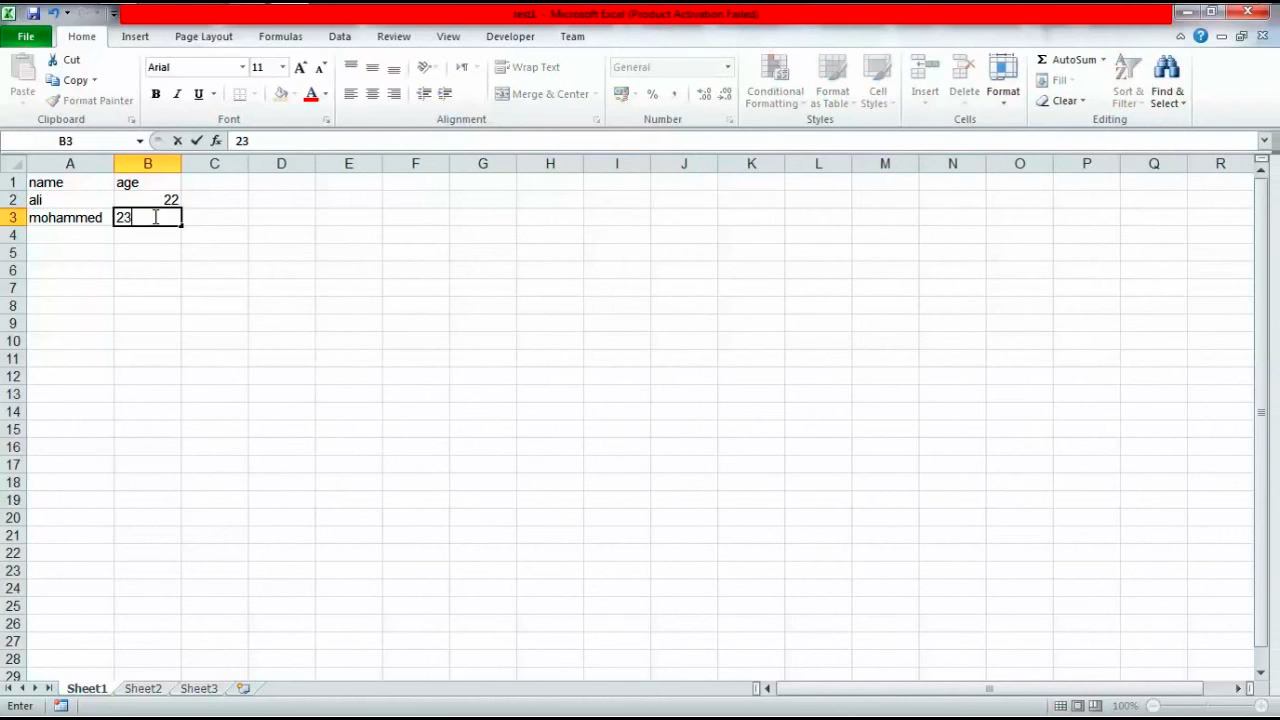 test1 - Microsoft Excel (Product Activation Failed)
File Home Insert Page Layout Formulas Data Review View Developer Team
Paste
Cut
Copy
Format Painter
Clipboard
Arial 11
B I U
Font
Wrap Text
Merge & Center
Alignment
General
%
Number
Conditional Formatting
Format as Table
Cell Styles
Styles
Insert Delete Format
Cells
AutoSum
Fill
Clear
Sort & Filter
Find & Select
Editing
B3 fx 23
A B C D E F G H I J K L M N O P Q R
1 name age
2 ali 22
3 mohammed 23
4
5
6
7
8
9
10
11
12
13
14
15
16
17
18
19
20
21
22
23
24
25
26
27
28
29
Sheet1 Sheet2 Sheet3
Enter 100%